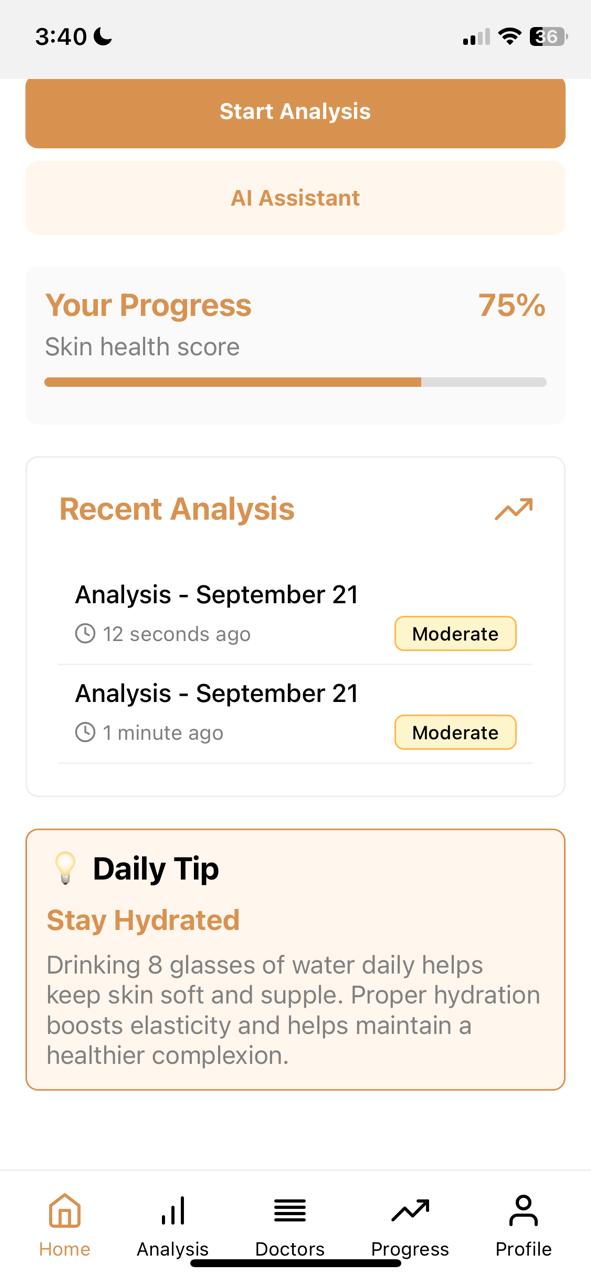 3:40
36
Start Analysis
AI Assistant
Your Progress
75%
Skin health score
Recent Analysis
Analysis - September 21
12 seconds ago
Moderate
Analysis - September 21
1 minute ago
Moderate
Daily Tip
Stay Hydrated
Drinking 8 glasses of water daily helps
keep skin soft and supple. Proper hydration
boosts elasticity and helps maintain a
healthier complexion.
Home
Analysis
Doctors
Progress
Profile